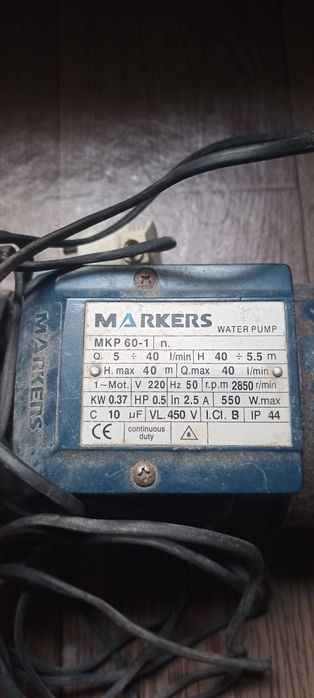 MARKERS WATER PUMP
MKP 60-1 n.
Q. 5 ÷ 40 l/min H 40 ÷ 5.5 m
H. max 40 m Q.max 40 l/min
1~Mot. V 220 Hz 50 r.p.m 2850 r/min
KW 0.37 HP 0.5 In 2.5 A 550 W.max
C 10 µF VL. 450 V I.Cl. B IP 44
CE continuous
duty
MARKERS